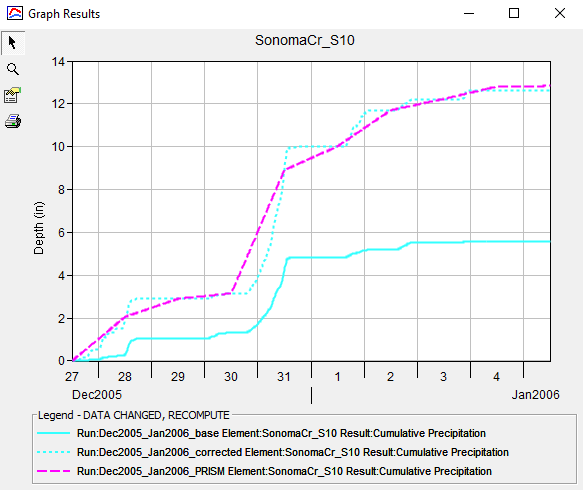 Graph Results
SonomaCr_S10
Depth (in)
14
12
10
8
6
4
2
0
27 28 29 30 31 1 2 3 4
Dec2005 Jan2006
Legend - DATA CHANGED, RECOMPUTE
Run:Dec2005_Jan2006_base Element:SonomaCr_S10 Result:Cumulative Precipitation
Run:Dec2005_Jan2006_corrected Element:SonomaCr_S10 Result:Cumulative Precipitation
Run:Dec2005_Jan2006_PRISM Element:SonomaCr_S10 Result:Cumulative Precipitation